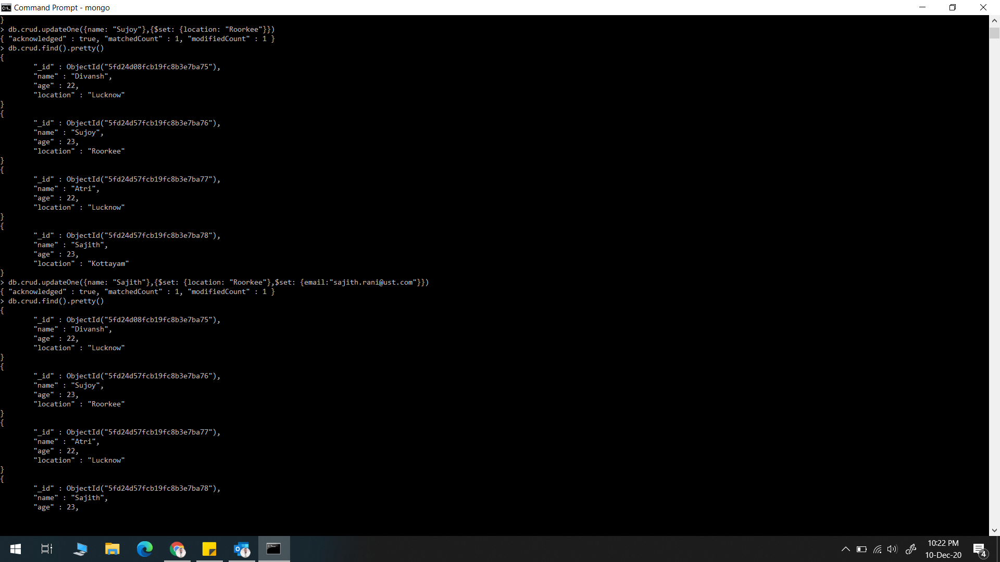 Command Prompt - mongo
}
> db.crud.updateOne({name: "Sujoy"},{$set: {location: "Roorkee"}})
{ "acknowledged" : true, "matchedCount" : 1, "modifiedCount" : 1 }
> db.crud.find().pretty()
{
"_id" : ObjectId("5fd24d08fcb19fc8b3e7ba75"),
"name" : "Divansh",
"age" : 22,
"location" : "Lucknow"
}
{
"_id" : ObjectId("5fd24d57fcb19fc8b3e7ba76"),
"name" : "Sujoy",
"age" : 23,
"location" : "Roorkee"
}
{
"_id" : ObjectId("5fd24d57fcb19fc8b3e7ba77"),
"name" : "Atri",
"age" : 22,
"location" : "Lucknow"
}
{
"_id" : ObjectId("5fd24d57fcb19fc8b3e7ba78"),
"name" : "Sajith",
"age" : 23,
"location" : "Kottayam"
}
> db.crud.updateOne({name: "Sajith"},{$set: {location: "Roorkee"},$set: {email:"sajith.rani@ust.com"}})
{ "acknowledged" : true, "matchedCount" : 1, "modifiedCount" : 1 }
> db.crud.find().pretty()
{
"_id" : ObjectId("5fd24d08fcb19fc8b3e7ba75"),
"name" : "Divansh",
"age" : 22,
"location" : "Lucknow"
}
{
"_id" : ObjectId("5fd24d57fcb19fc8b3e7ba76"),
"name" : "Sujoy",
"age" : 23,
"location" : "Roorkee"
}
{
"_id" : ObjectId("5fd24d57fcb19fc8b3e7ba77"),
"name" : "Atri",
"age" : 22,
"location" : "Lucknow"
}
{
"_id" : ObjectId("5fd24d57fcb19fc8b3e7ba78"),
"name" : "Sajith",
"age" : 23,
10:22 PM
10-Dec-20
4